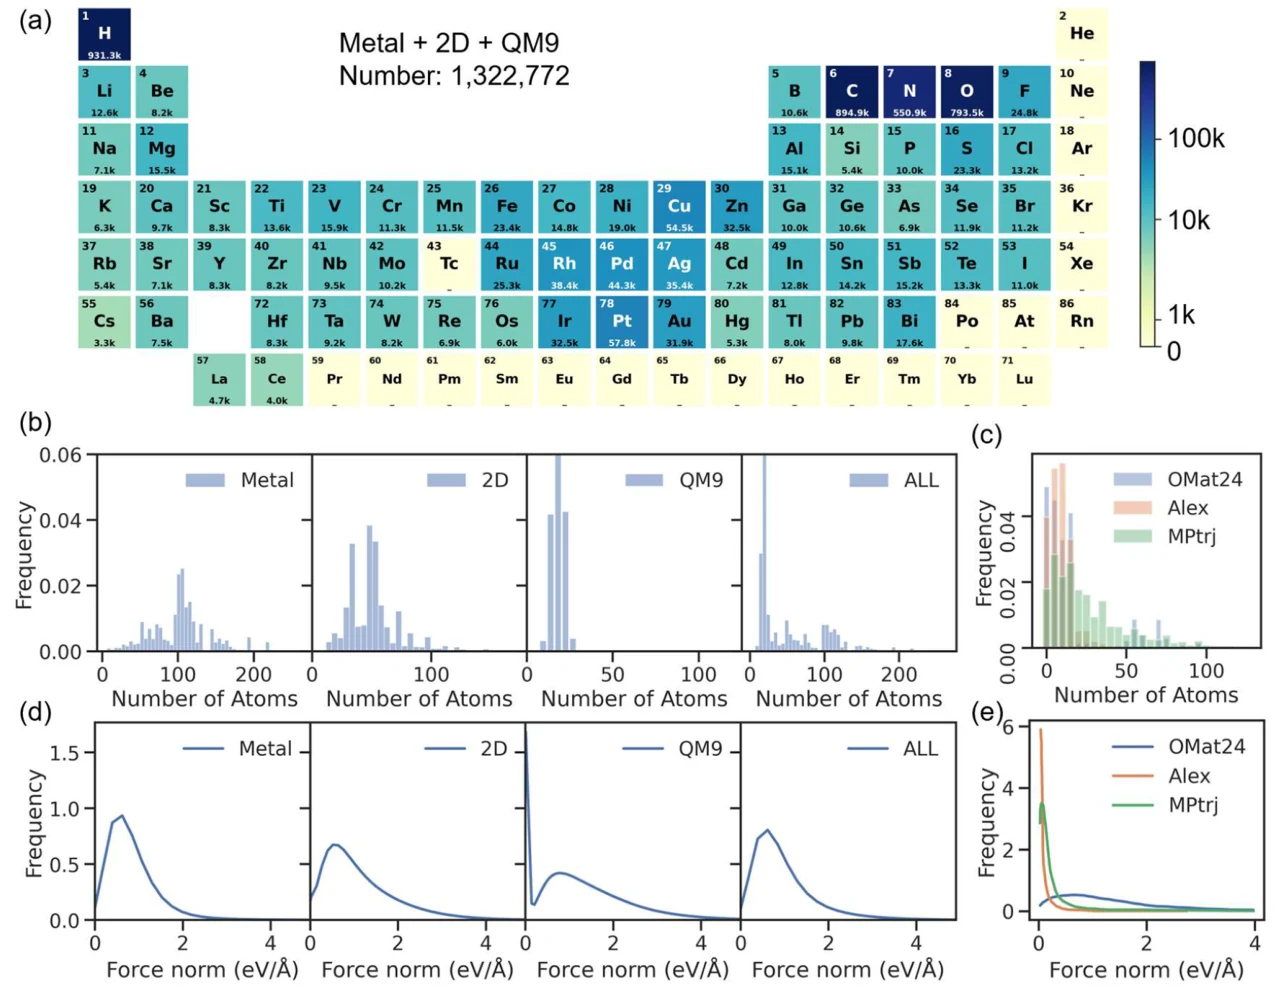 (a)
Metal + 2D + QM9
Number: 1,322,772
1 2
H He
931.3k -
3 4 5 6 7 8 9 10
Li Be B C N O F Ne
12.6k 8.2k 10.6k 894.9k 550.9k 793.5k 24.8k -
11 12 13 14 15 16 17 18
Na Mg Al Si P S Cl Ar
7.1k 15.5k 15.1k 5.4k 10.0k 23.3k 13.2k -
19 20 21 22 23 24 25 26 27 28 29 30 31 32 33 34 35 36
K Ca Sc Ti V Cr Mn Fe Co Ni Cu Zn Ga Ge As Se Br Kr
6.3k 9.7k 8.3k 13.6k 15.9k 11.3k 11.5k 23.4k 14.8k 19.0k 54.5k 32.5k 10.0k 10.6k 6.9k 11.9k 11.2k -
37 38 39 40 41 42 43 44 45 46 47 48 49 50 51 52 53 54
Rb Sr Y Zr Nb Mo Tc Ru Rh Pd Ag Cd In Sn Sb Te I Xe
5.4k 7.1k 8.3k 8.2k 9.5k 10.2k - 25.3k 38.4k 44.3k 35.4k 7.2k 12.8k 14.2k 15.2k 13.3k 11.0k -
55 56 72 73 74 75 76 77 78 79 80 81 82 83 84 85 86
Cs Ba Hf Ta W Re Os Ir Pt Au Hg Tl Pb Bi Po At Rn
3.3k 7.5k 8.3k 9.2k 8.2k 6.9k 6.0k 32.5k 57.8k 31.9k 5.3k 8.0k 9.8k 17.6k - - -
57 58 59 60 61 62 63 64 65 66 67 68 69 70 71
La Ce Pr Nd Pm Sm Eu Gd Tb Dy Ho Er Tm Yb Lu
4.7k 4.0k - - - - - - - - - - - - -
100k
10k
1k
0
(b)
Frequency
0.06
0.04
0.02
0.00
Metal 2D QM9 ALL
0 100 200 0 100 0 50 100 0 100 200
Number of Atoms Number of Atoms Number of Atoms Number of Atoms
(c)
Frequency
0.04
0.02
0.00
OMat24
Alex
MPtrj
0 50 100
Number of Atoms
(d)
Frequency
1.5
1.0
0.5
0.0
Metal 2D QM9 ALL
0 2 4 0 2 4 0 2 4 0 2 4
Force norm (eV/Å) Force norm (eV/Å) Force norm (eV/Å) Force norm (eV/Å)
(e)
Frequency
6
4
2
0
OMat24
Alex
MPtrj
0 2 4
Force norm (eV/Å)